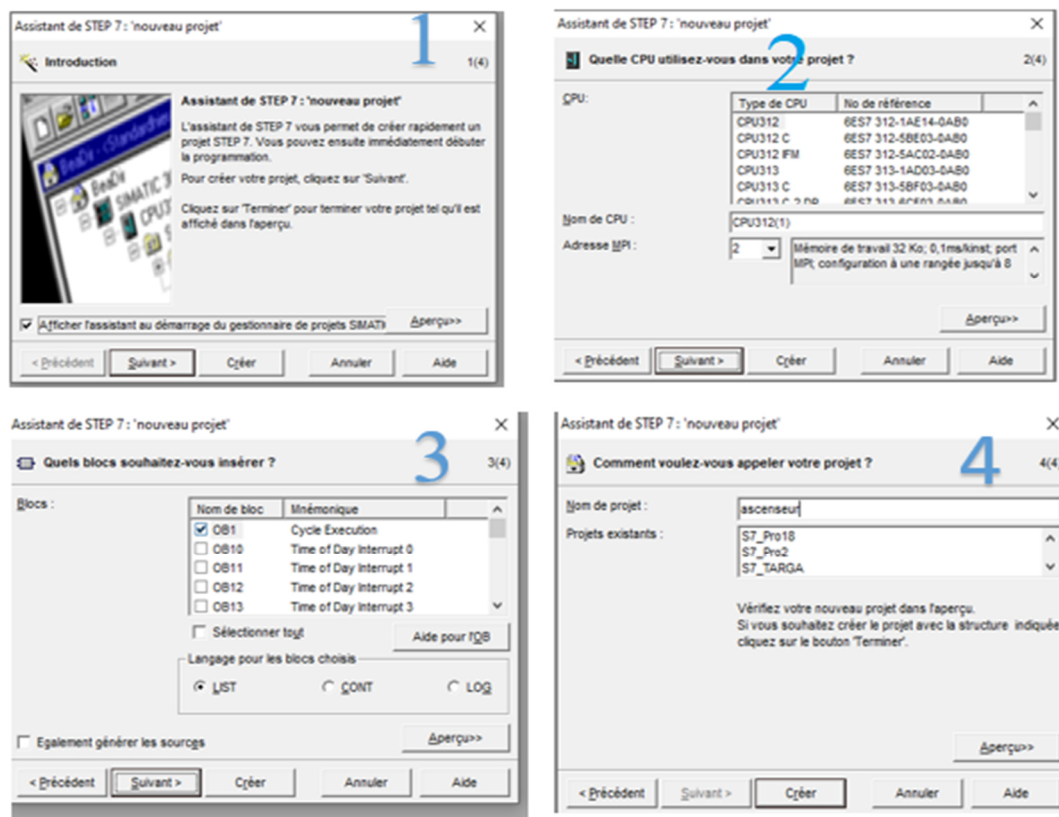 Assistant de STEP 7 : 'nouveau projet'
1
Introduction
1(4)
Assistant de STEP 7 : 'nouveau projet'
L'assistant de STEP 7 vous permet de créer rapidement un
projet STEP 7. Vous pouvez ensuite immédiatement débuter
la programmation.
Pour créer votre projet, cliquez sur 'Suivant'.
Cliquez sur 'Terminer' pour terminer votre projet tel qu'il est
affiché dans l'aperçu.
BeaDir
SIMATIC 3
CPU3
Afficher l'assistant au démarrage du gestionnaire de projets SIMATI
Aperçu>>
< Précédent
Suivant >
Créer
Annuler
Aide
Assistant de STEP 7 : 'nouveau projet'
2
Quelle CPU utilisez-vous dans votre projet ?
2(4)
CPU:
Type de CPU No de référence
CPU312 6ES7 312-1AE14-0AB0
CPU312 C 6ES7 312-5BE03-0AB0
CPU312 IFM 6ES7 312-5AC02-0AB0
CPU313 6ES7 313-1AD03-0AB0
CPU313 C 6ES7 313-5BF03-0AB0
CPU313 C-2 DP 6ES7 313-6CF03-0AB0
Nom de CPU :
CPU312(1)
Adresse MPI :
2
Mémoire de travail 32 Ko; 0,1ms/kinst; port
MPI; configuration à une rangée jusqu'à 8
Aperçu>>
< Précédent
Suivant >
Créer
Annuler
Aide
Assistant de STEP 7 : 'nouveau projet'
3
Quels blocs souhaitez-vous insérer ?
3(4)
Blocs :
Nom de bloc Mnémonique
OB1 Cycle Execution
OB10 Time of Day Interrupt 0
OB11 Time of Day Interrupt 1
OB12 Time of Day Interrupt 2
OB13 Time of Day Interrupt 3
Sélectionner tout
Aide pour l'OB
Langage pour les blocs choisis
LIST
CONT
LOG
Egalement générer les sources
Aperçu>>
< Précédent
Suivant >
Créer
Annuler
Aide
Assistant de STEP 7 : 'nouveau projet'
4
Comment voulez-vous appeler votre projet ?
4(4)
Nom de projet :
ascenseur
Projets existants :
S7_Pro18
S7_Pro2
S7_TARGA
Vérifiez votre nouveau projet dans l'aperçu.
Si vous souhaitez créer le projet avec la structure indiquée
cliquez sur le bouton 'Terminer'.
Aperçu>>
< Précédent
Suivant >
Créer
Annuler
Aide